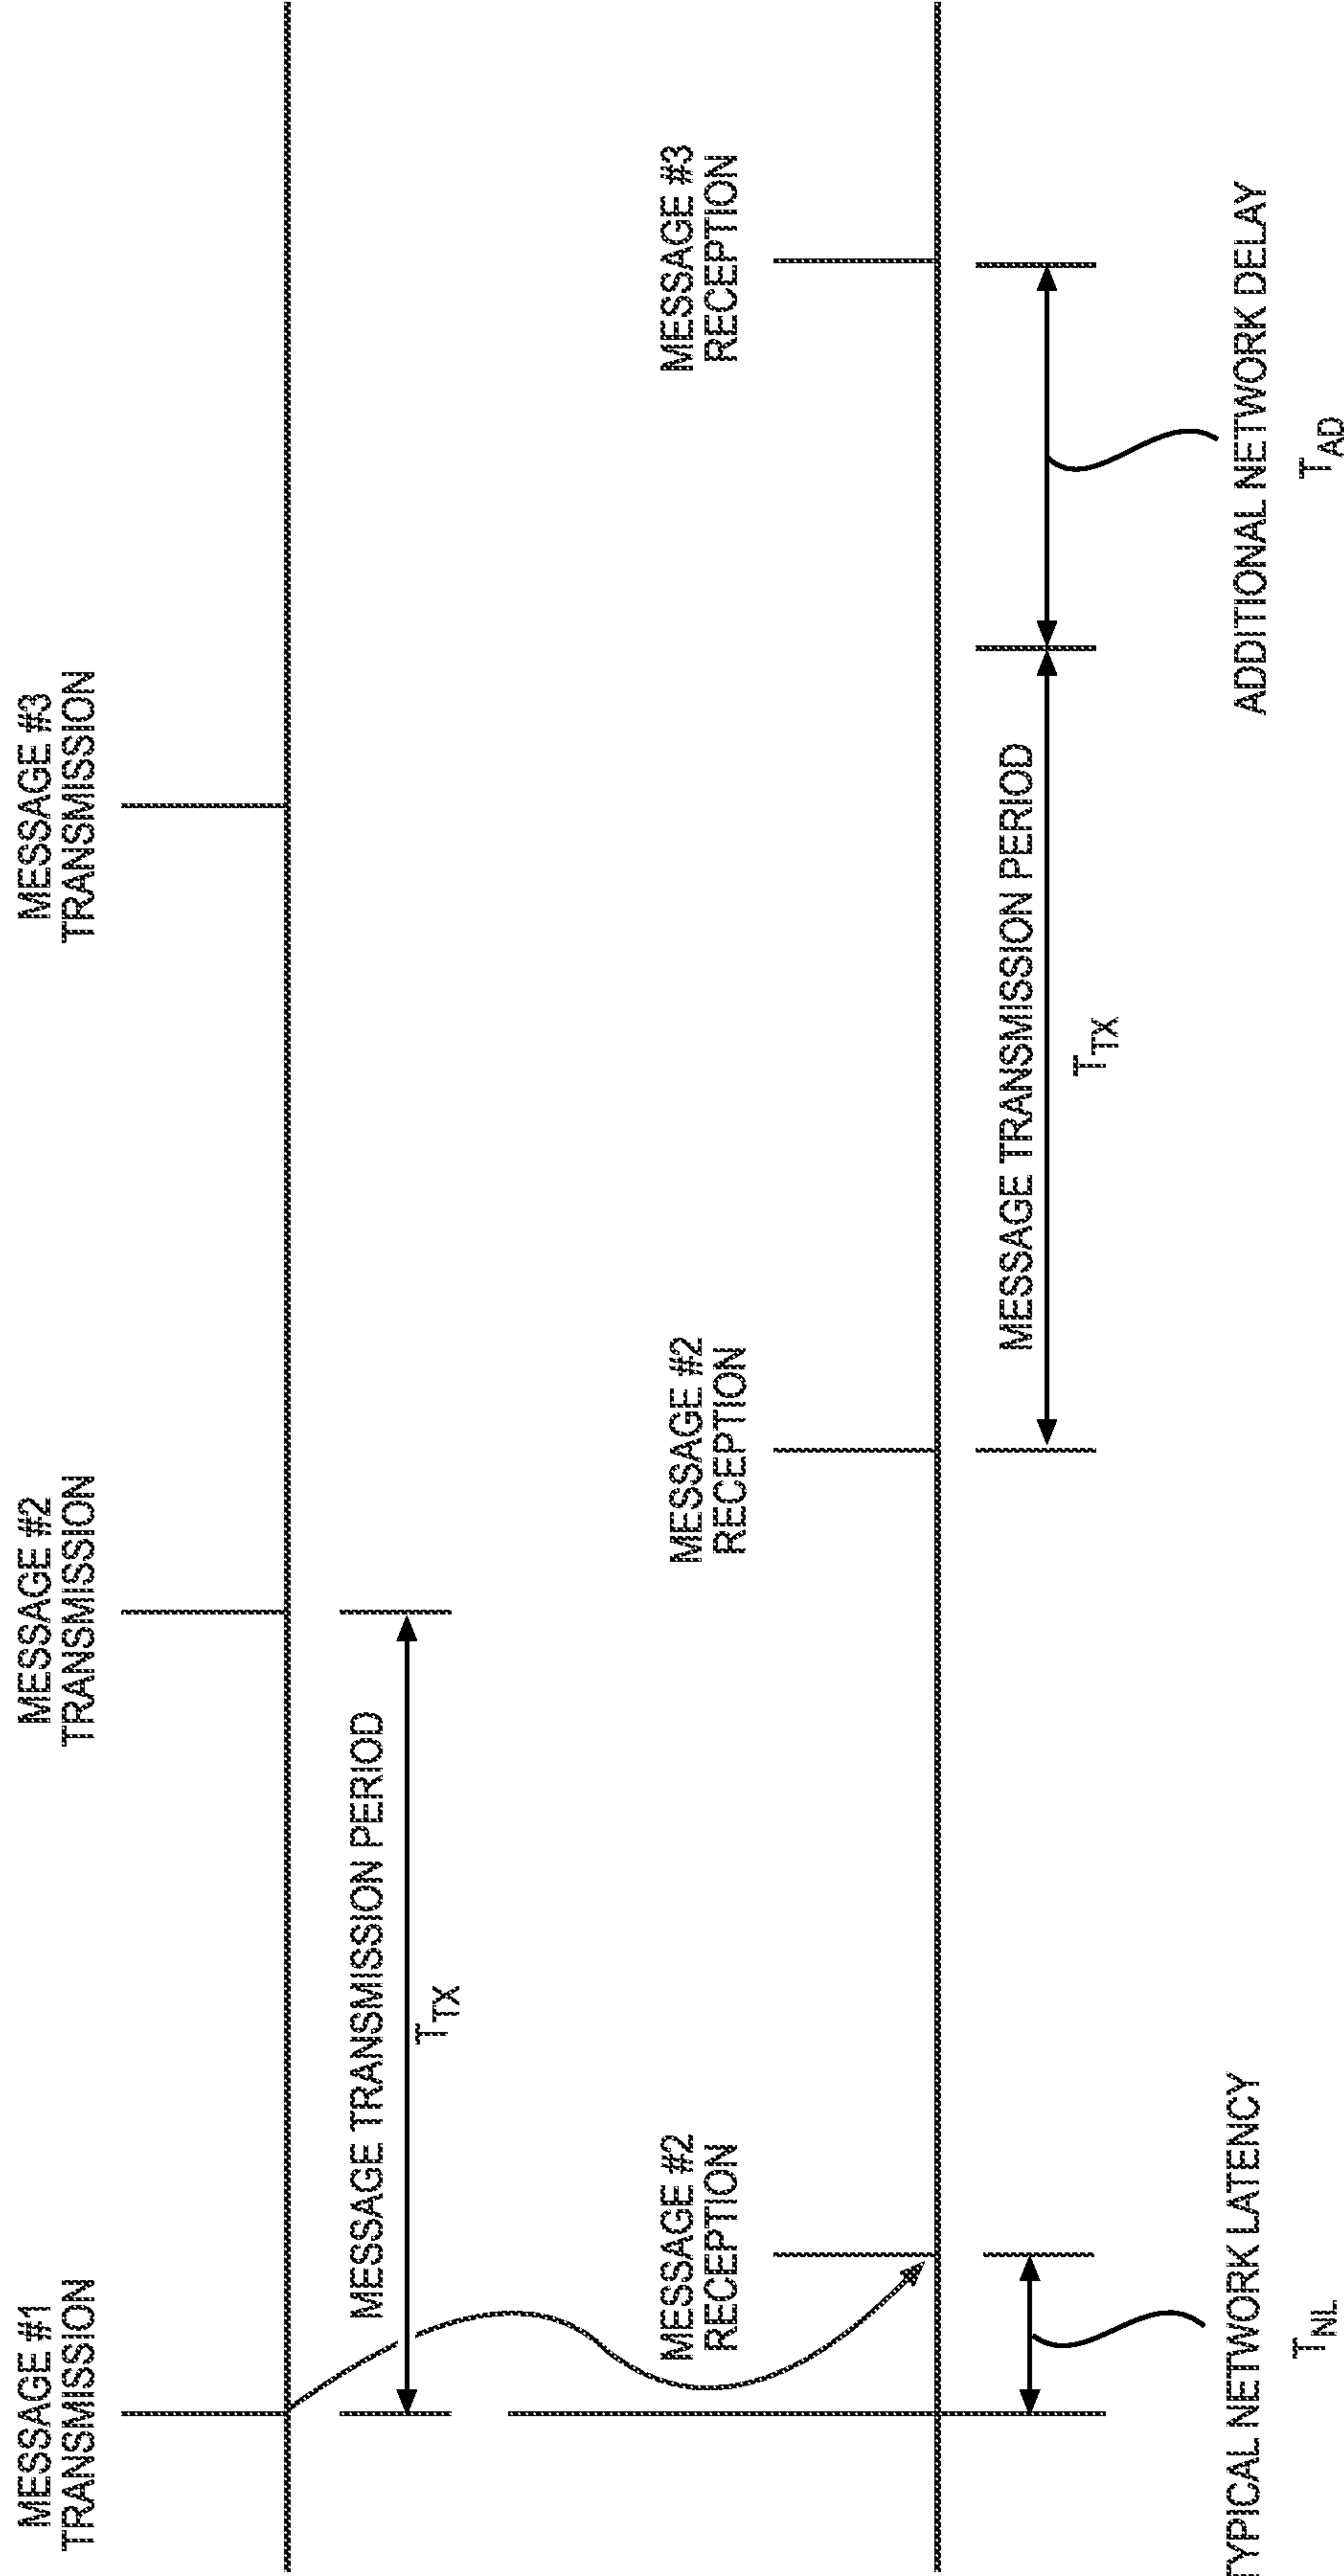 MESSAGE #1
TRANSMISSION
MESSAGE #2
TRANSMISSION
MESSAGE #3
TRANSMISSION
MESSAGE TRANSMISSION PERIOD
TTX
MESSAGE #2
RECEPTION
MESSAGE #2
RECEPTION
MESSAGE #3
RECEPTION
MESSAGE TRANSMISSION PERIOD
TTX
TYPICAL NETWORK LATENCY
TNL
ADDITIONAL NETWORK DELAY
TAD